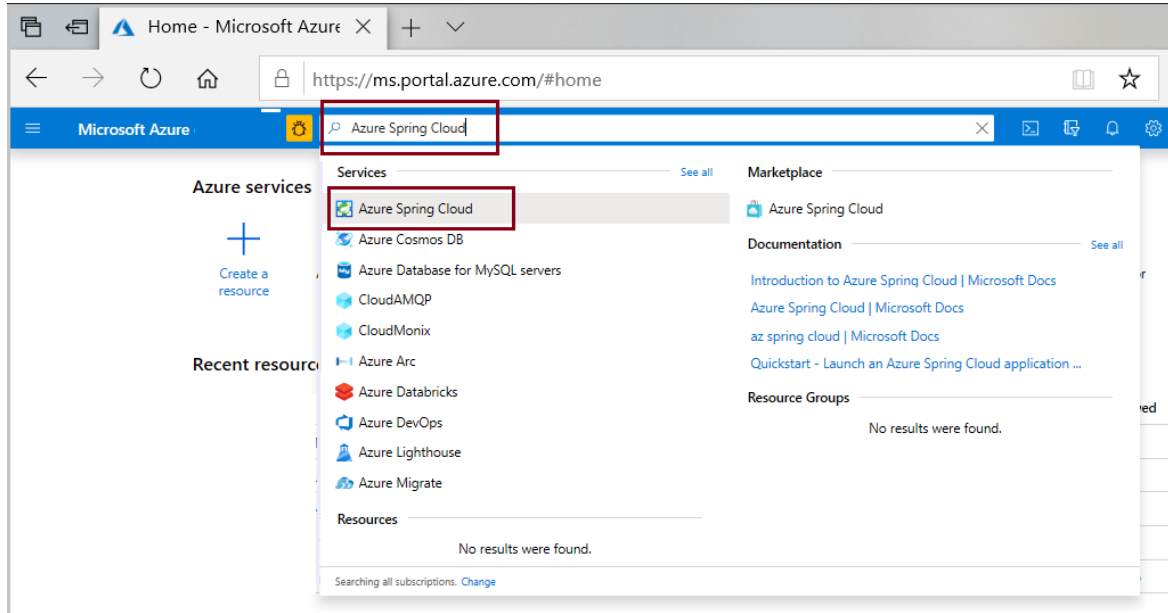 Home - Microsoft Azure
https://ms.portal.azure.com/#home
Microsoft Azure
Azure Spring Cloud
Azure services
Create a
resource
Recent
Services
See all
Azure Spring Cloud
Azure Cosmos DB
Azure Database for MySQL servers
CloudAMQP
CloudMonix
Azure Arc
Azure Databricks
Azure DevOps
Azure Lighthouse
Azure Migrate
Resources
No results were found.
Searching all subscriptions. Change
Marketplace
Azure Spring Cloud
Documentation
See all
Introduction to Azure Spring Cloud | Microsoft Docs
Azure Spring Cloud | Microsoft Docs
az spring cloud | Microsoft Docs
Quickstart - Launch an Azure Spring Cloud application ...
Resource Groups
No results were found.